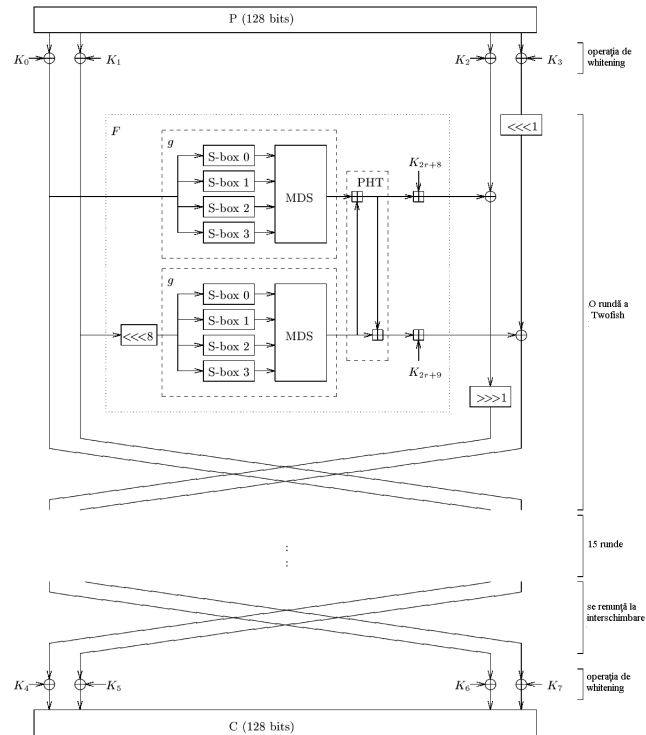 P (128 bits)
K0
K1
K2
K3
operația de
whitening
<<<1
F
g
S-box 0
S-box 1
S-box 2
S-box 3
MDS
PHT
K2r+8
O rundă a
Twofish
g
<<<8
S-box 0
S-box 1
S-box 2
S-box 3
MDS
K2r+9
>>>1
15 runde
:
:
se renunță la
interschimbare
K4
K5
K6
K7
operația de
whitening
C (128 bits)